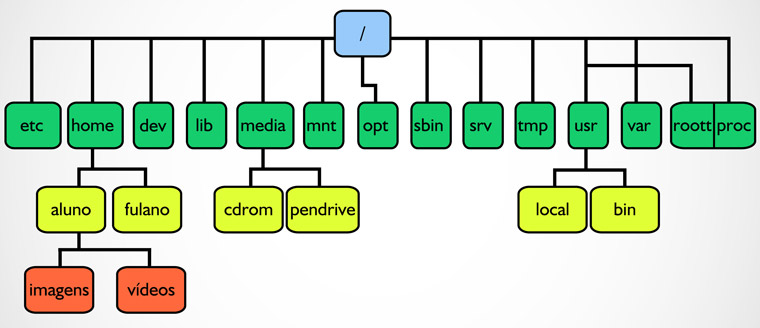 /
etc home dev lib media mnt opt sbin srv tmp usr var roott proc
aluno fulano cdrom pendrive local bin
imagens vídeos